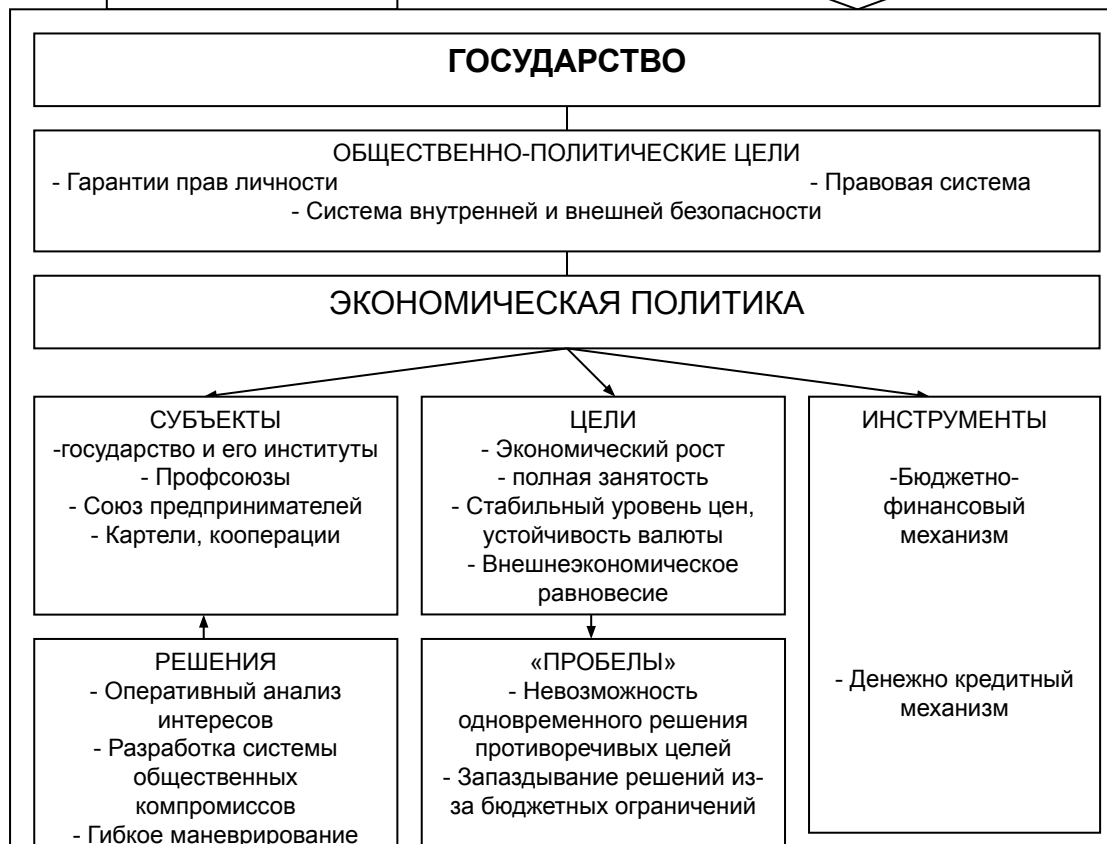 ГОСУДАРСТВО
ОБЩЕСТВЕННО-ПОЛИТИЧЕСКИЕ ЦЕЛИ
- Гарантии прав личности - Правовая система
- Система внутренней и внешней безопасности
ЭКОНОМИЧЕСКАЯ ПОЛИТИКА
СУБЪЕКТЫ
-государство и его институты
- Профсоюзы
- Союз предпринимателей
- Картели, кооперации
ЦЕЛИ
- Экономический рост
- полная занятость
- Стабильный уровень цен,
устойчивость валюты
- Внешнеэкономическое
равновесие
ИНСТРУМЕНТЫ
-Бюджетно-
финансовый
механизм
- Денежно кредитный
механизм
РЕШЕНИЯ
- Оперативный анализ
интересов
- Разработка системы
общественных
компромиссов
- Гибкое маневрирование
«ПРОБЕЛЫ»
- Невозможность
одновременного решения
противоречивых целей
- Запаздывание решений из-
за бюджетных ограничений